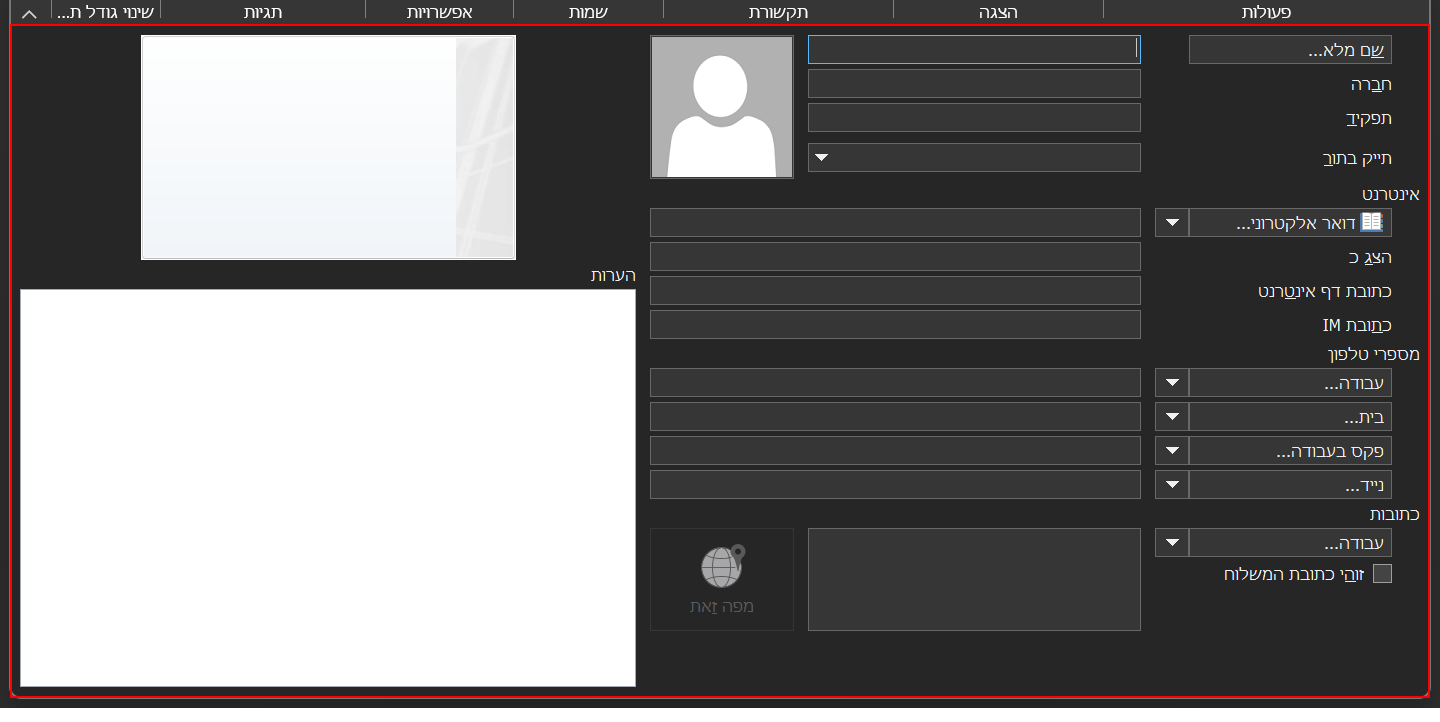 פעולות הצגה תקשורת שמות אפשרויות תגיות שינוי גודל ת...
שם מלא...
חברה
תפקיד
תייק בתור
אינטרנט
דואר אלקטרוני...
הצג כ
כתובת דף אינטרנט
כתובת IM
מספרי טלפון
עבודה...
בית...
פקס בעבודה...
נייד...
כתובות
עבודה...
זוהי כתובת המשלוח
מפה זאת
הערות